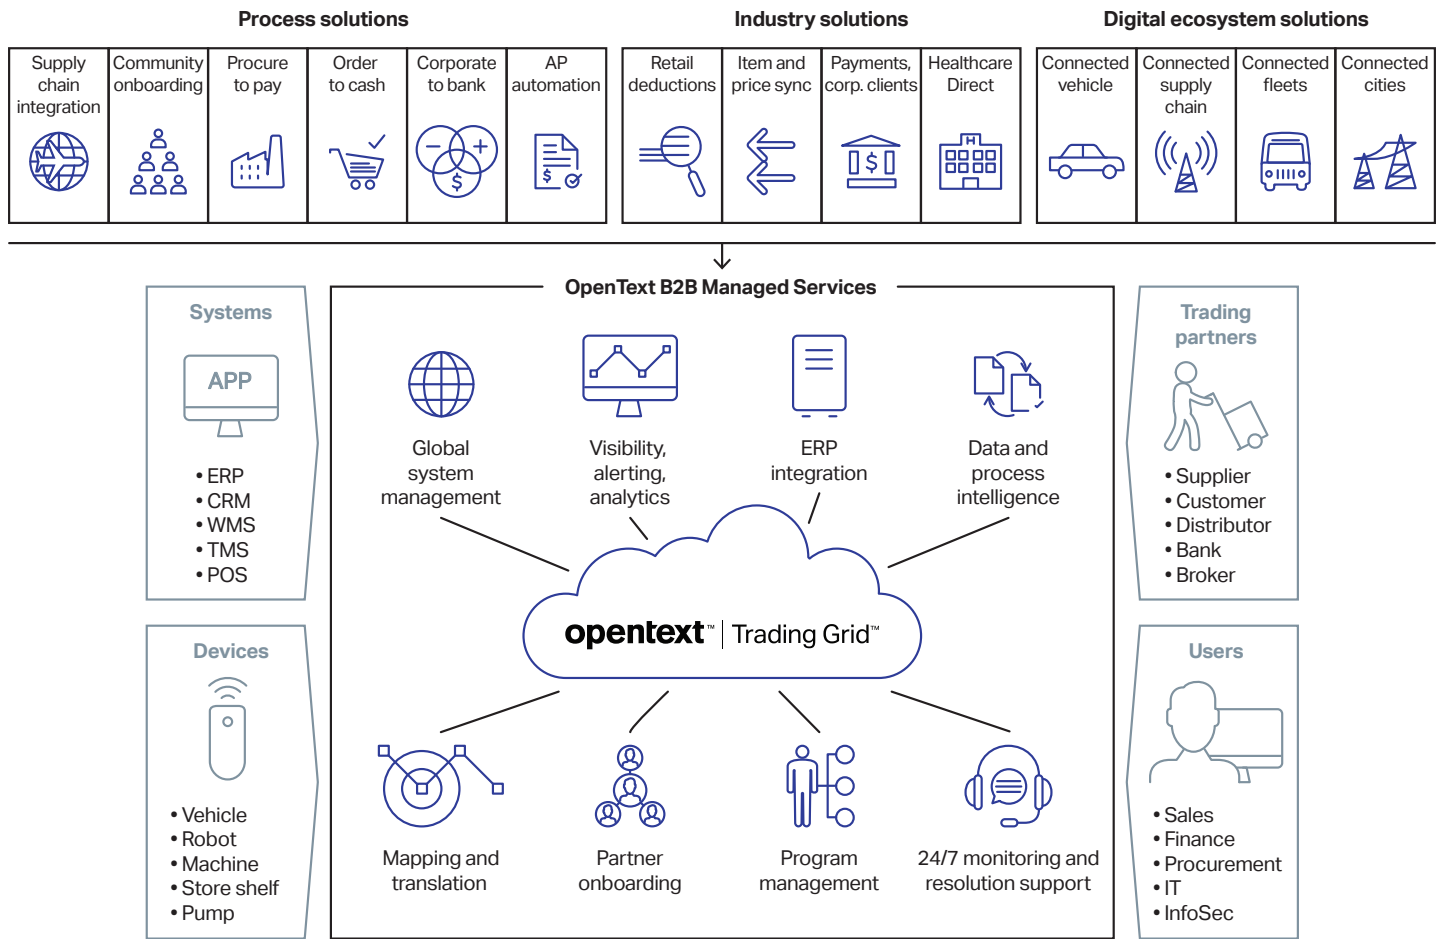 Process solutions
Supply
chain
integration
Community
onboarding
Procure
to pay
Order
to cash
Corporate
to bank
AP
automation
Industry solutions
Retail
deductions
Item and
price sync
Payments,
corp. clients
Healthcare
Direct
Digital ecosystem solutions
Connected
vehicle
Connected
supply
chain
Connected
fleets
Connected
cities
$
$
$
H
Systems
APP
• ERP
• CRM
• WMS
• TMS
• POS
Devices
• Vehicle
• Robot
• Machine
• Store shelf
• Pump
OpenText B2B Managed Services
Global
system
management
Visibility,
alerting,
analytics
ERP
integration
Data and
process
intelligence
opentext™ | Trading Grid™
Mapping and
translation
Partner
onboarding
Program
management
24/7 monitoring and
resolution support
Trading
partners
• Supplier
• Customer
• Distributor
• Bank
• Broker
Users
• Sales
• Finance
• Procurement
• IT
• InfoSec